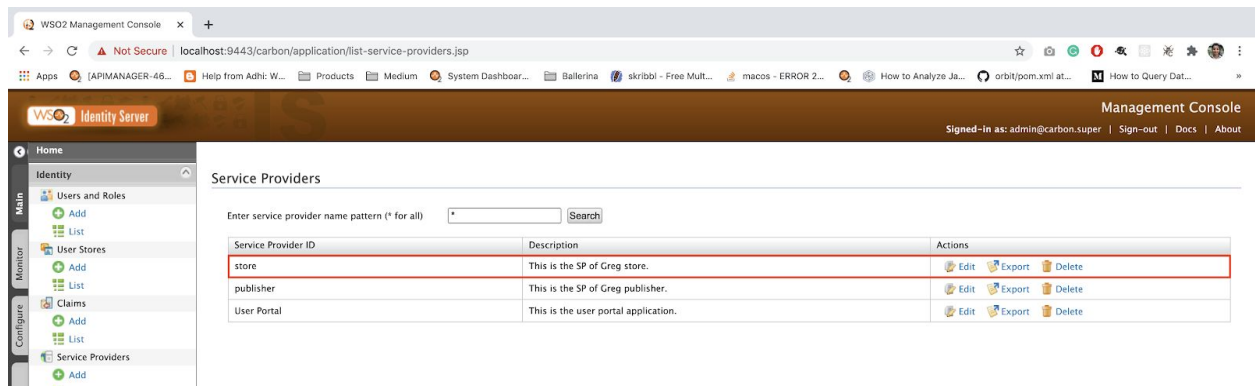 WSO2 Management Console
Not Secure | localhost:9443/carbon/application/list-service-providers.jsp
Apps [APIMANAGER-46... Help from Adhi: W... Products Medium System Dashboar... Ballerina skribbl - Free Mult... macos - ERROR 2... How to Analyze Ja... orbit/pom.xml at... How to Query Dat... »
WSO2 Identity Server
Management Console
Signed-in as: admin@carbon.super | Sign-out | Docs | About
Home
Main
Monitor
Configure
Identity
Users and Roles
Add
List
User Stores
Add
List
Claims
Add
List
Service Providers
Add
Service Providers
Enter service provider name pattern (* for all) * Search
Service Provider ID Description Actions
store This is the SP of Greg store. Edit Export Delete
publisher This is the SP of Greg publisher. Edit Export Delete
User Portal This is the user portal application. Edit Export Delete